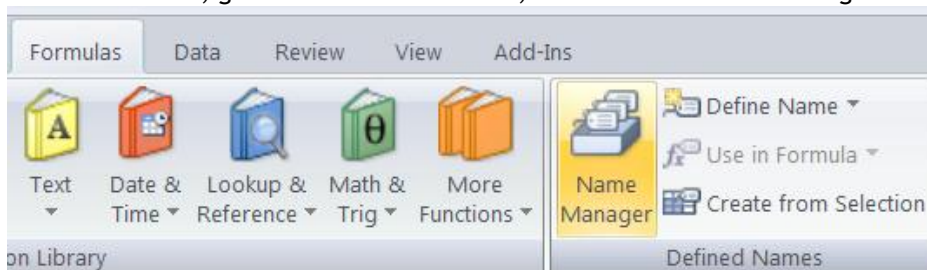 Formulas Data Review View Add-Ins
A θ
Text Date & Time Lookup & Reference Math & Trig More Functions
Name Manager
Define Name
fx Use in Formula
Create from Selection
on Library Defined Names